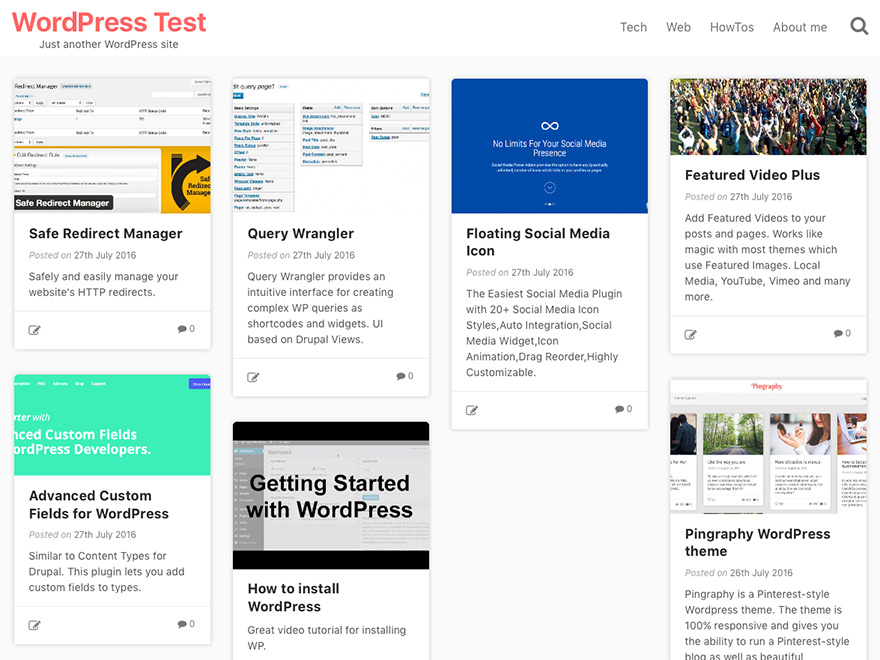 WordPress Test
Just another WordPress site
Tech Web HowTos About me
Redirect Manager
Edit Redirect Rule
Safe Redirect Manager
Safe Redirect Manager
Posted on 27th July 2016
Safely and easily manage your
website's HTTP redirects.
0
Advanced Custom
Fields for WordPress
Posted on 27th July 2016
Similar to Content Types for
Drupal. This plugin lets you add
custom fields to types.
0
Query Wrangler
Posted on 27th July 2016
Query Wrangler provides an
intuitive interface for creating
complex WP queries as
shortcodes and widgets. UI
based on Drupal Views.
0
Getting Started
with WordPress
How to install
WordPress
Great video tutorial for installing
WP.
No Limits For Your Social Media
Presence
Floating Social Media
Icon
Posted on 27th July 2016
The Easiest Social Media Plugin
with 20+ Social Media Icon
Styles,Auto Integration,Social
Media Widget,Icon
Animation,Drag Reorder,Highly
Customizable.
0
Featured Video Plus
Posted on 27th July 2016
Add Featured Videos to your
posts and pages. Works like
magic with most themes which
use Featured Images. Local
Media, YouTube, Vimeo and many
more.
0
Pingraphy
Pingraphy WordPress
theme
Posted on 26th July 2016
Pingraphy is a Pinterest-style
Wordpress theme. The theme is
100% responsive and gives you
the ability to run a Pinterest-style
blog as well as beautiful